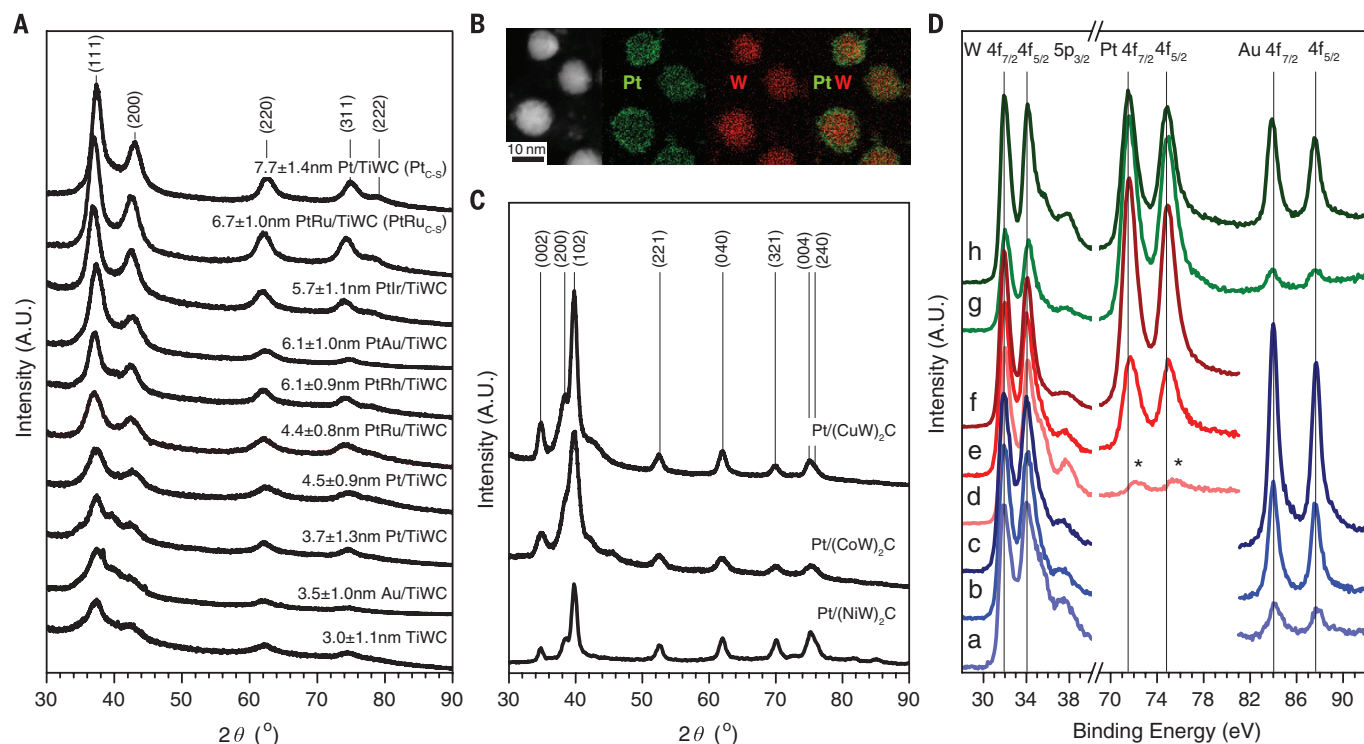 A
(111)
(200)
(220)
(311)
(222)
7.7±1.4nm Pt/TiWC (Pt_C-S)
6.7±1.0nm PtRu/TiWC (PtRu_C-S)
5.7±1.1nm PtIr/TiWC
6.1±1.0nm PtAu/TiWC
6.1±0.9nm PtRh/TiWC
4.4±0.8nm PtRu/TiWC
4.5±0.9nm Pt/TiWC
3.7±1.3nm Pt/TiWC
3.5±1.0nm Au/TiWC
3.0±1.1nm TiWC
Intensity (A.U.)
30 40 50 60 70 80 90
2θ (°)
B
Pt W Pt W
10 nm
C
(002) (200) (102) (221) (040) (321) (004) (240)
Pt/(CuW)₂C
Pt/(CoW)₂C
Pt/(NiW)₂C
Intensity (A.U.)
30 40 50 60 70 80 90
2θ (°)
D
W 4f7/2 4f5/2 5p3/2 Pt 4f7/2 4f5/2 Au 4f7/2 4f5/2
h
g
f
e
* *
d
c
b
a
Intensity (A.U.)
30 34 38 70 74 78 82 86 90
Binding Energy (eV)